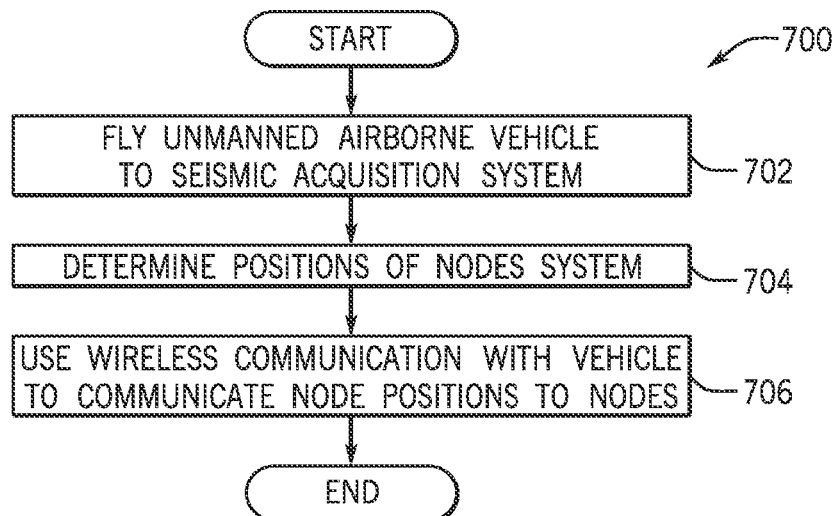 START
700
FLY UNMANNED AIRBORNE VEHICLE
TO SEISMIC ACQUISITION SYSTEM
702
DETERMINE POSITIONS OF NODES SYSTEM
704
USE WIRELESS COMMUNICATION WITH VEHICLE
TO COMMUNICATE NODE POSITIONS TO NODES
706
END